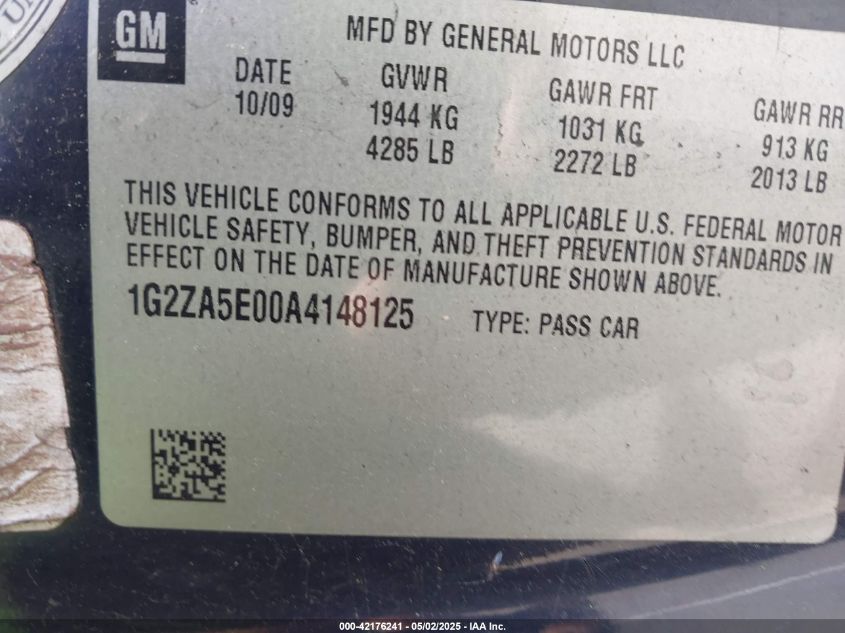 GM
MFD BY GENERAL MOTORS LLC
DATE GVWR GAWR FRT GAWR RR
10/09 1944 KG 1031 KG 913 KG
4285 LB 2272 LB 2013 LB
THIS VEHICLE CONFORMS TO ALL APPLICABLE U.S. FEDERAL MOTOR
VEHICLE SAFETY, BUMPER, AND THEFT PREVENTION STANDARDS IN
EFFECT ON THE DATE OF MANUFACTURE SHOWN ABOVE.
1G2ZA5E00A4148125 TYPE: PASS CAR
000-42176241 - 05/02/2025 - IAA Inc.